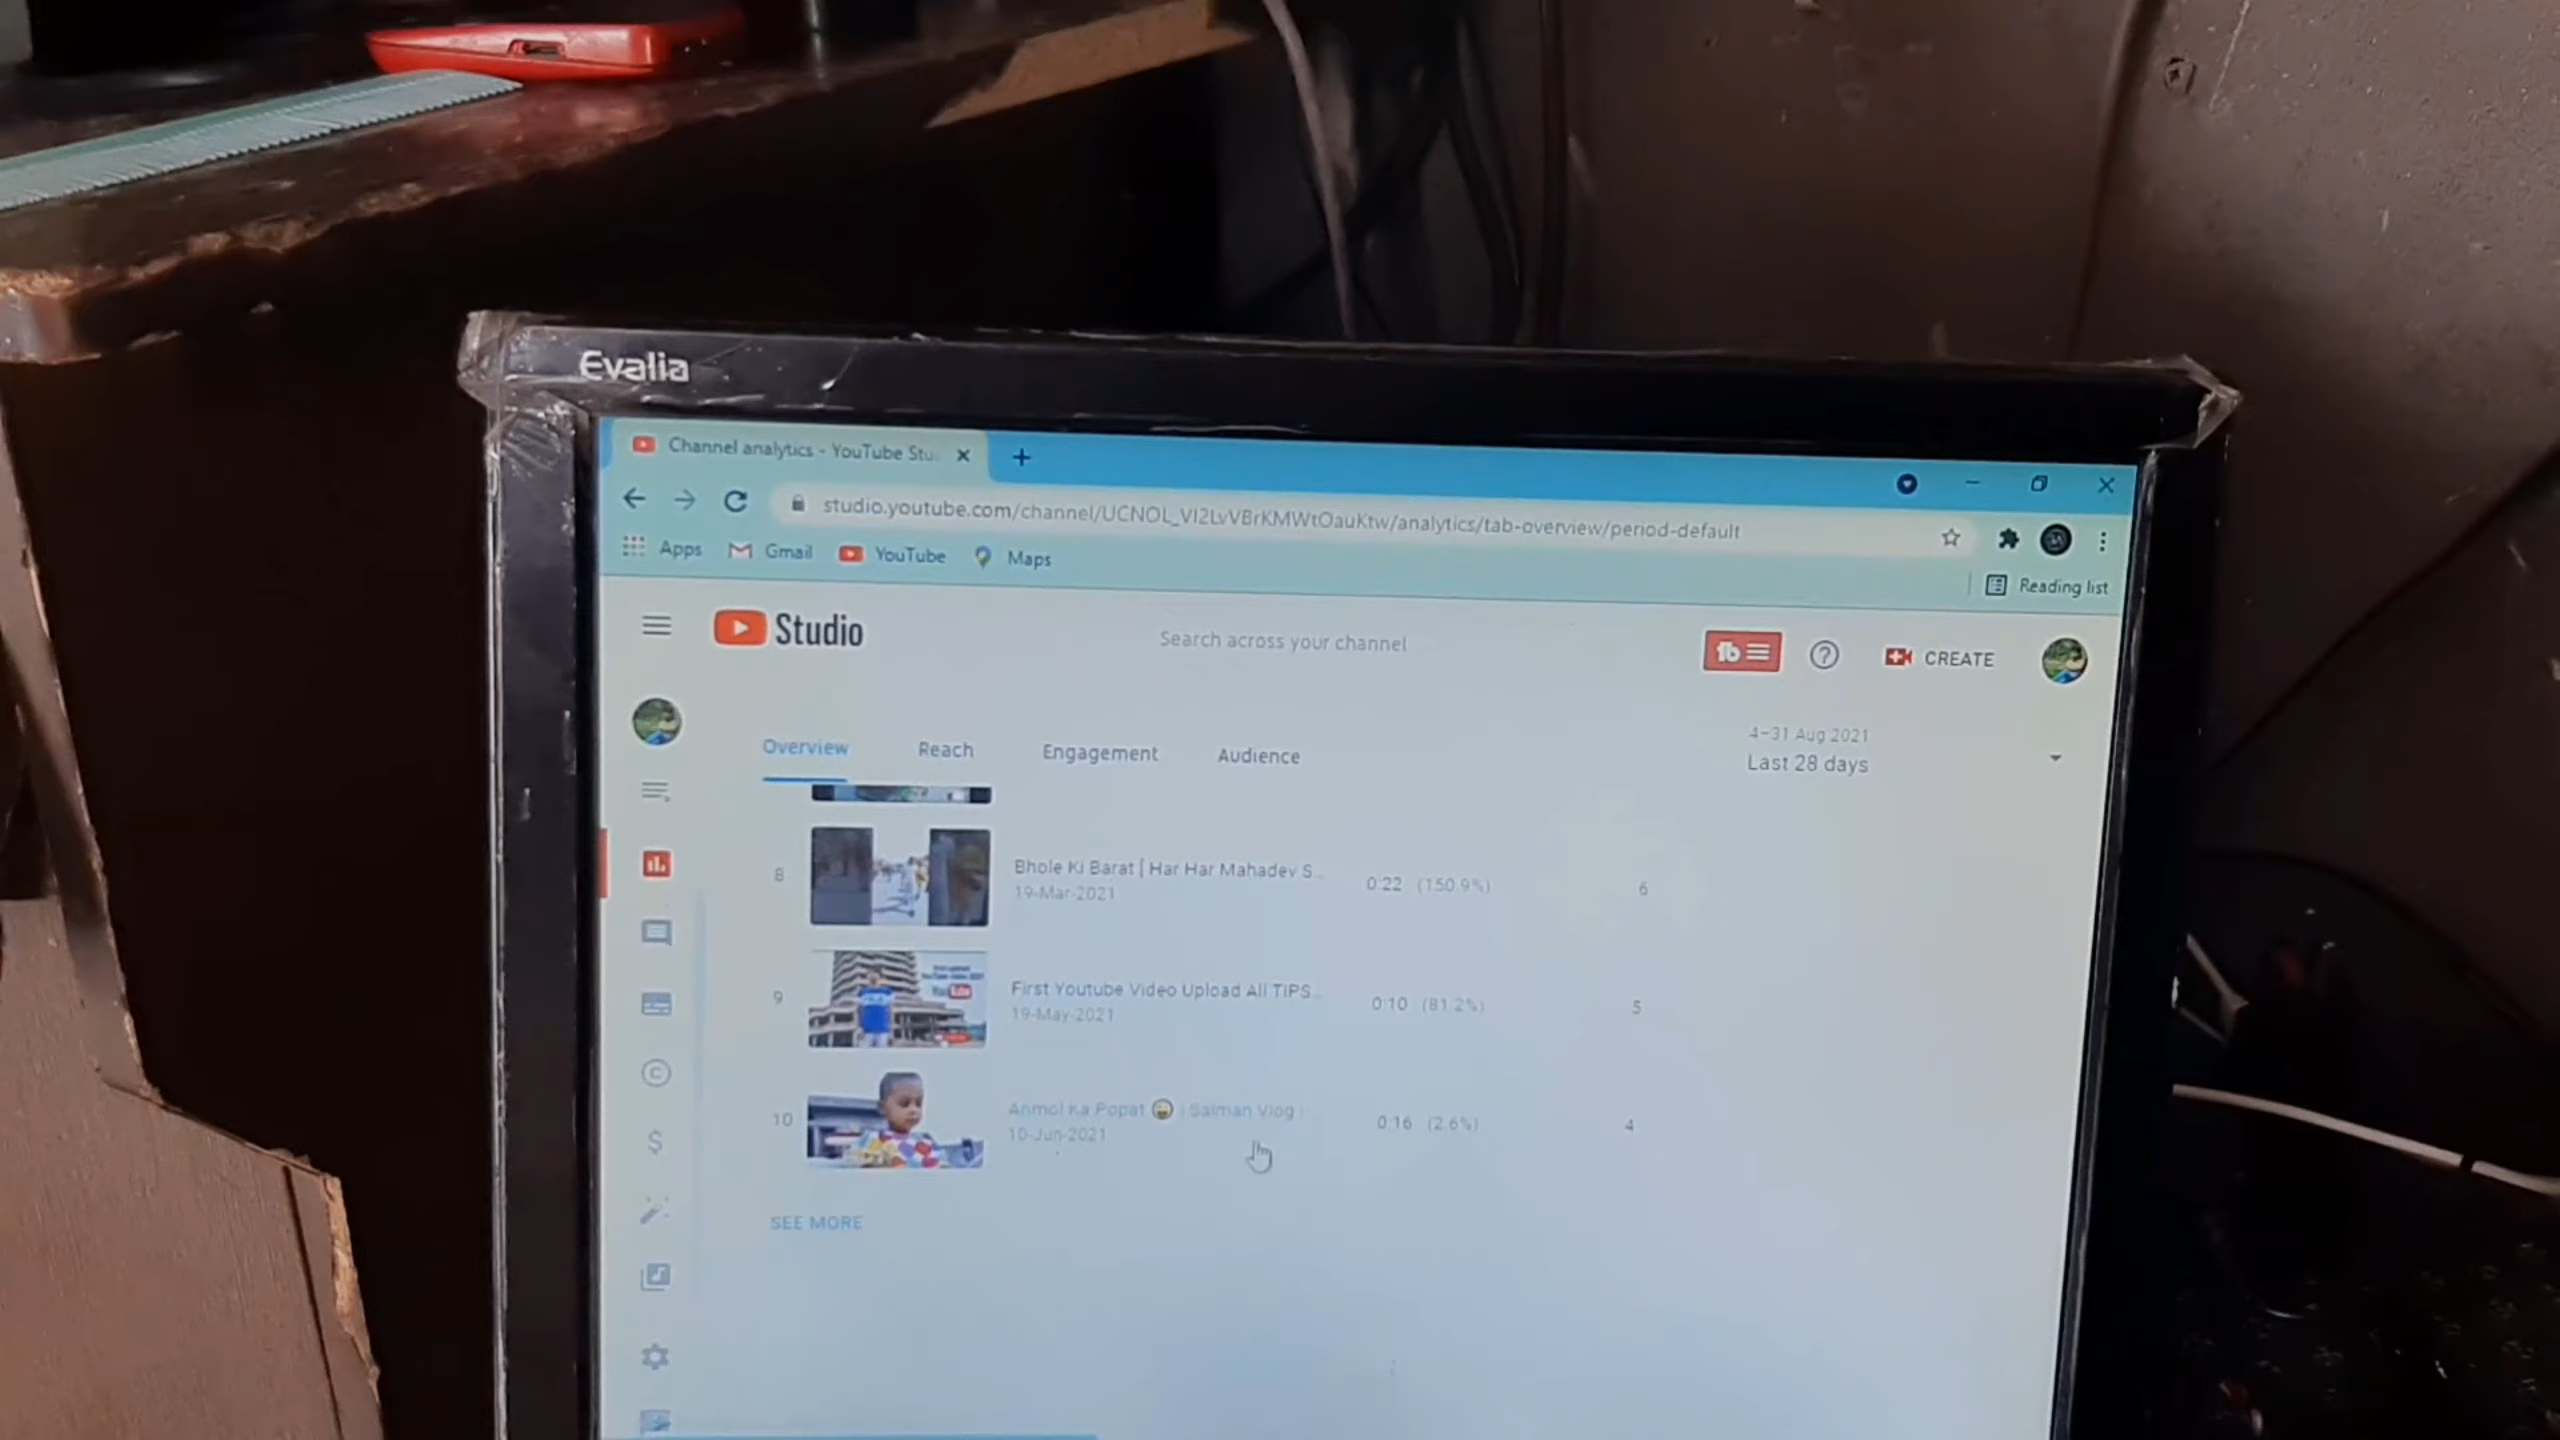 Evalia
Channel analytics - YouTube Stu
studio.youtube.com/channel/UCNOL_VI2LvVBrKMWtOauKtw/analytics/tab-overview/period-default
Apps Gmail YouTube Maps
Reading list
Studio
Search across your channel
CREATE
Overview Reach Engagement Audience
4–31 Aug 2021
Last 28 days
8 Bhole Ki Barat [ Har Har Mahadev S... 0:22 (150.9%) 6
19-Mar-2021
9 First Youtube Video Upload All TIPS... 0:10 (81.2%) 5
19-May-2021
10 Anmol Ka Popat 😀 | Salman Vlog | 0:16 (2.6%) 4
10-Jun-2021
SEE MORE